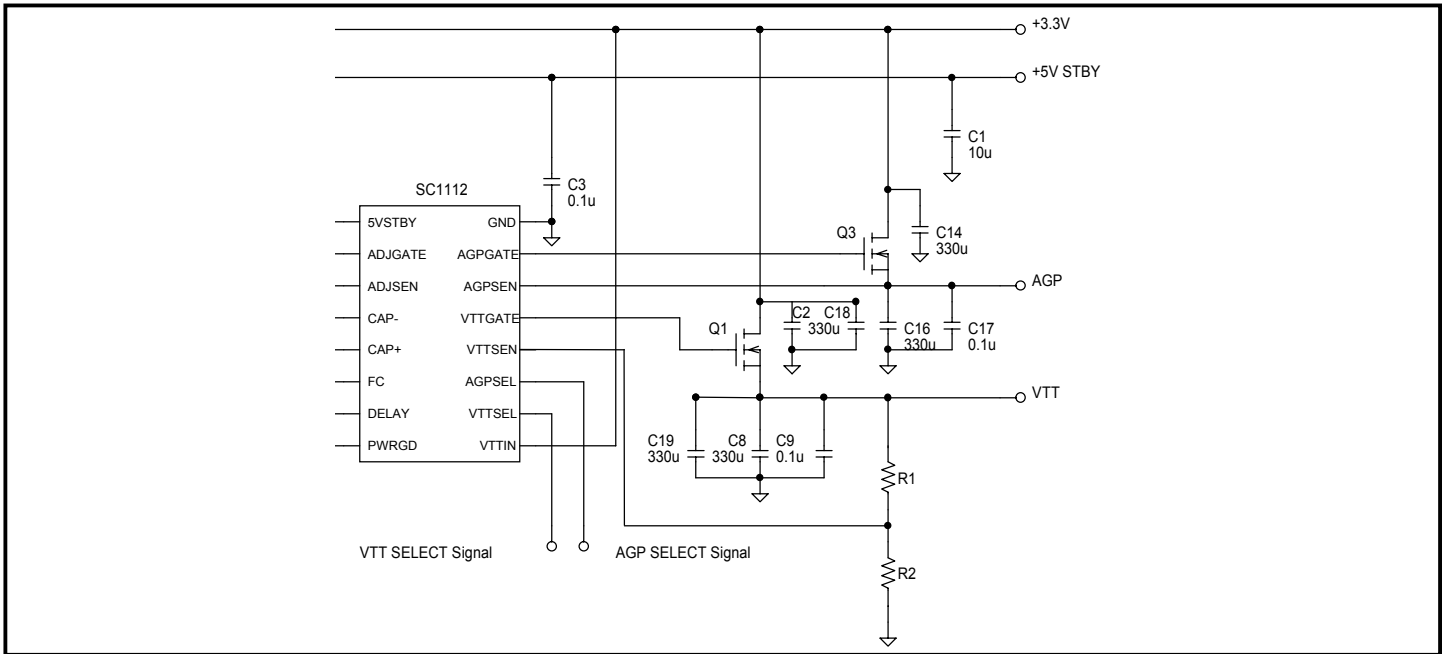 +3.3V
+5V STBY
C1
10u
SC1112
C3
0.1u
5VSTBY
GND
ADJGATE
AGPGATE
ADJSEN
AGPSEN
CAP-
VTTGATE
CAP+
VTTSEN
FC
AGPSEL
DELAY
VTTSEL
PWRGD
VTTIN
Q3
C14
330u
AGP
Q1
C2
330u
C18
C16
330u
C17
0.1u
VTT
C19
330u
C8
330u
C9
0.1u
R1
VTT SELECT Signal
AGP SELECT Signal
R2